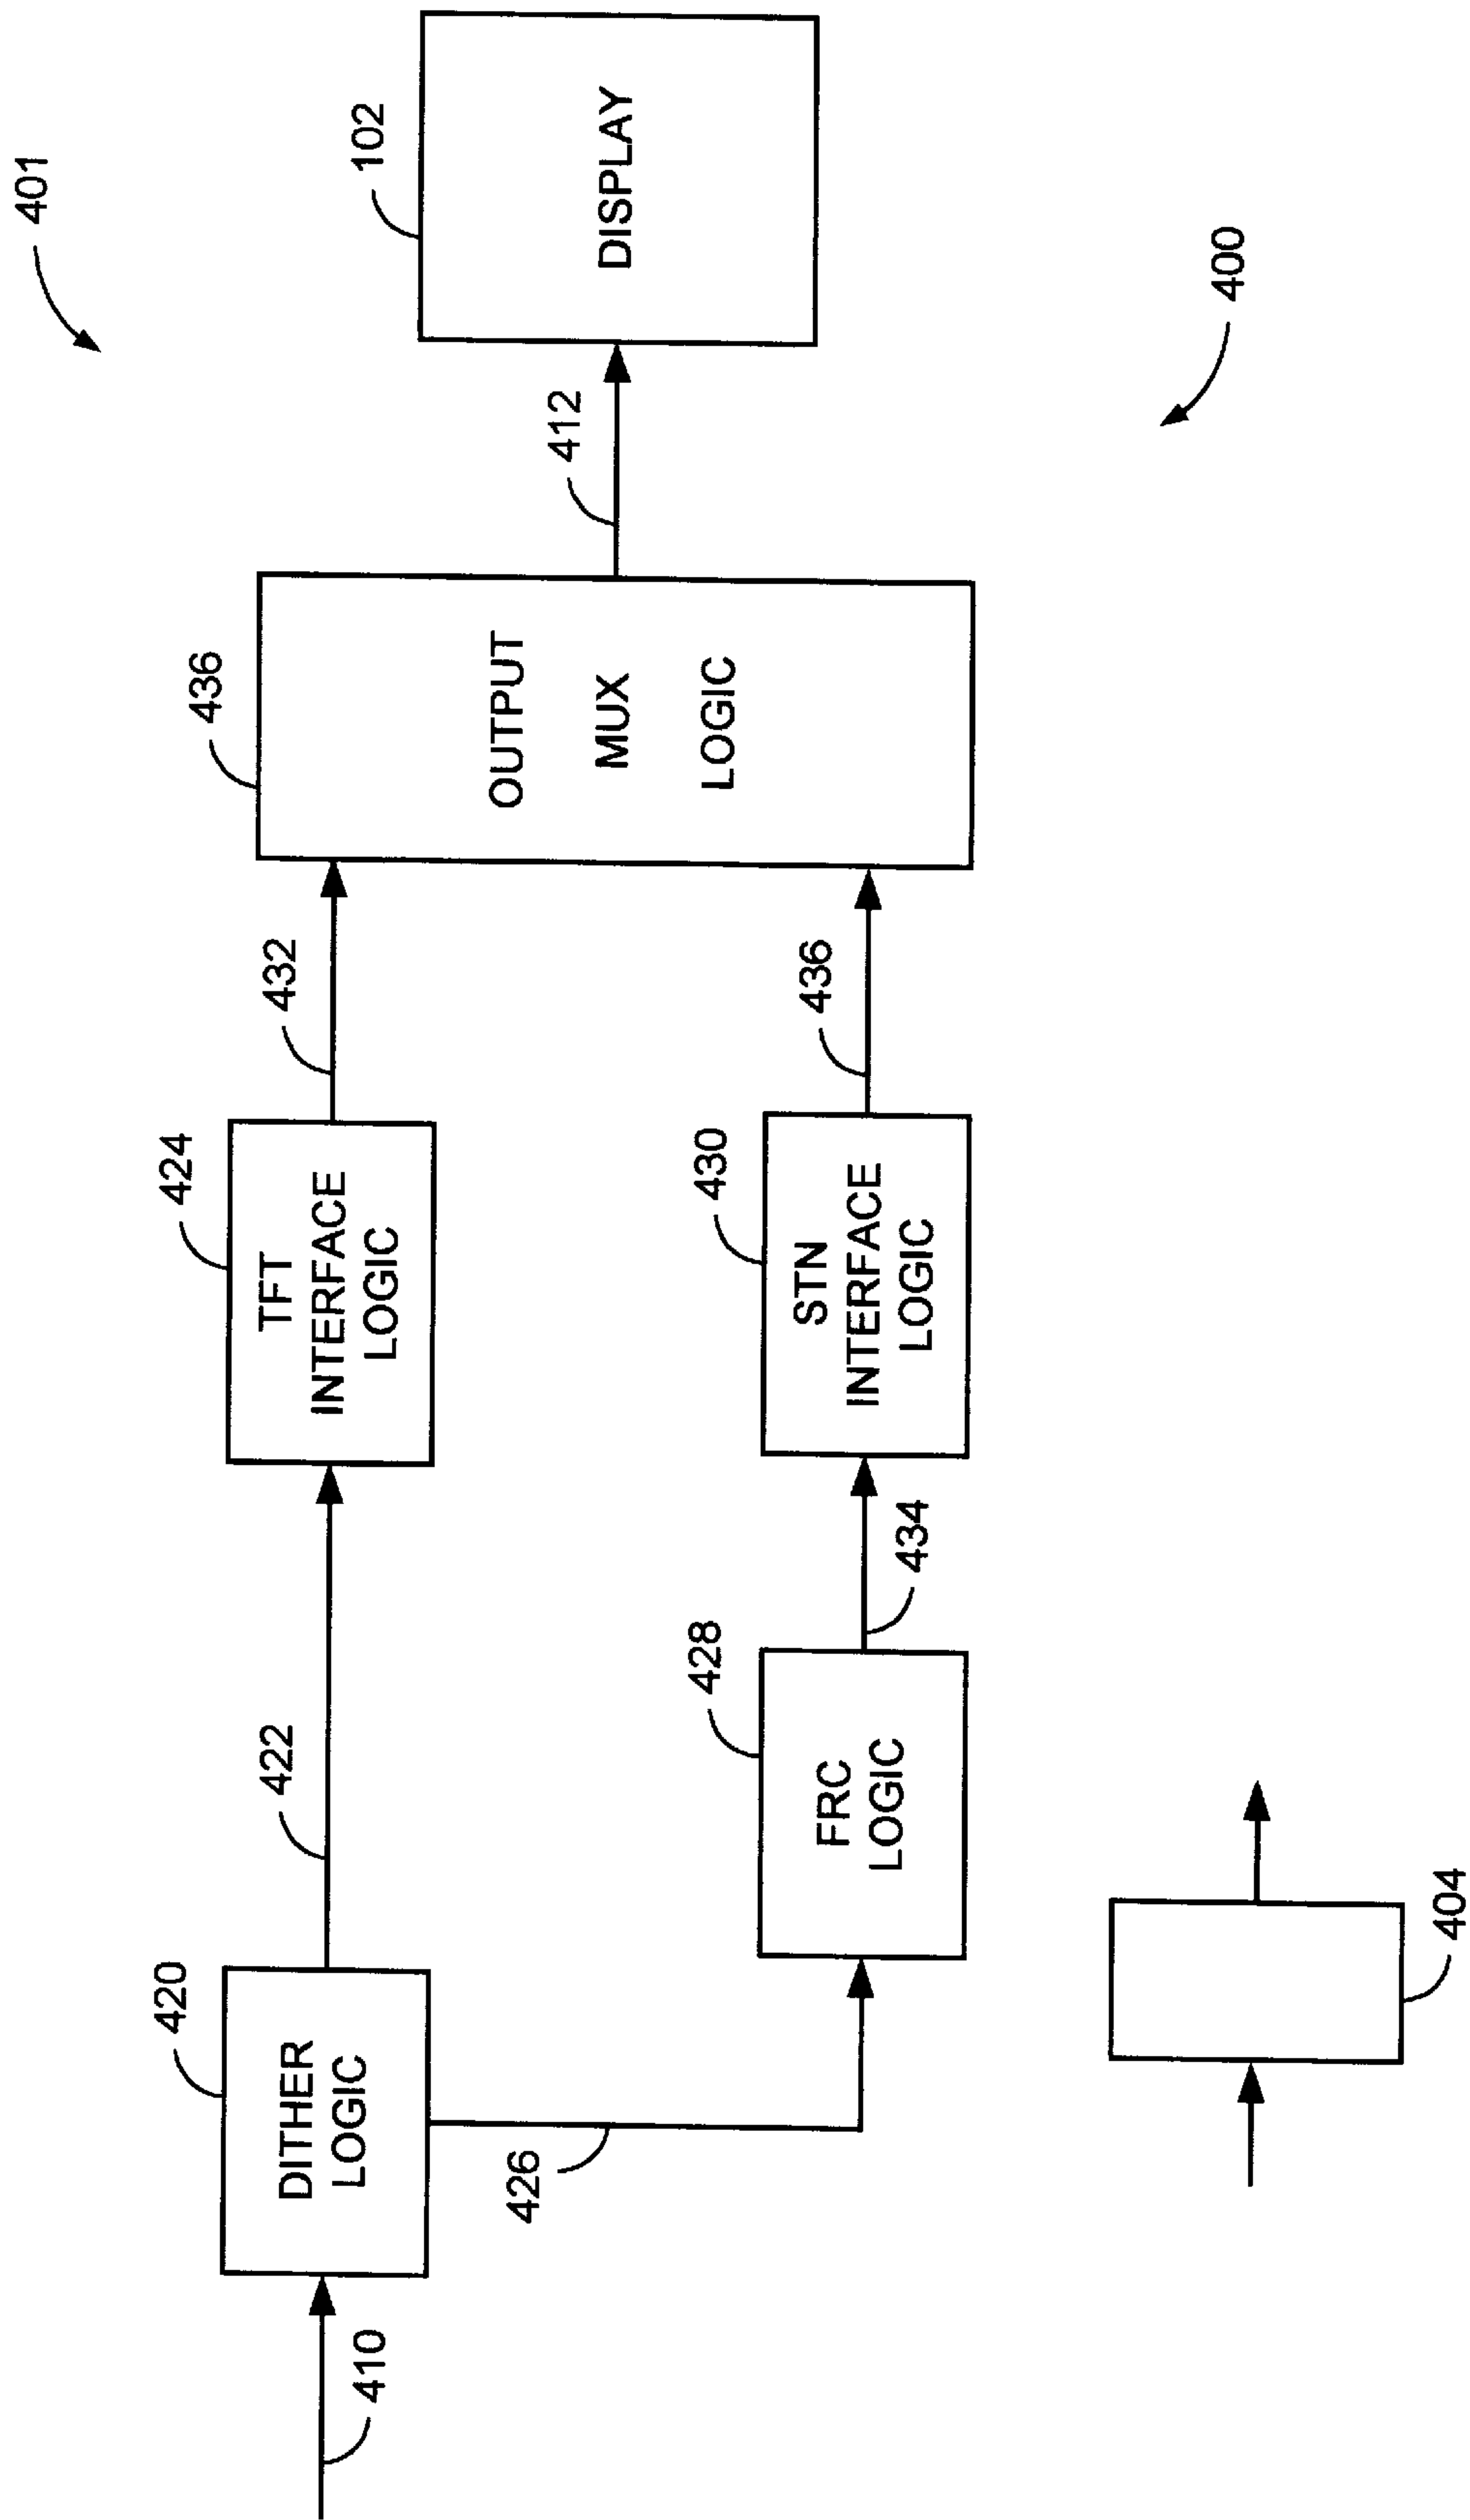 401
102
DISPLAY
412
400
436
OUTPUT
MUX
LOGIC
432
436
424
TFT
INTERFACE
LOGIC
430
STN
INTERFACE
LOGIC
434
422
428
FRC
LOGIC
420
DITHER
LOGIC
426
404
410